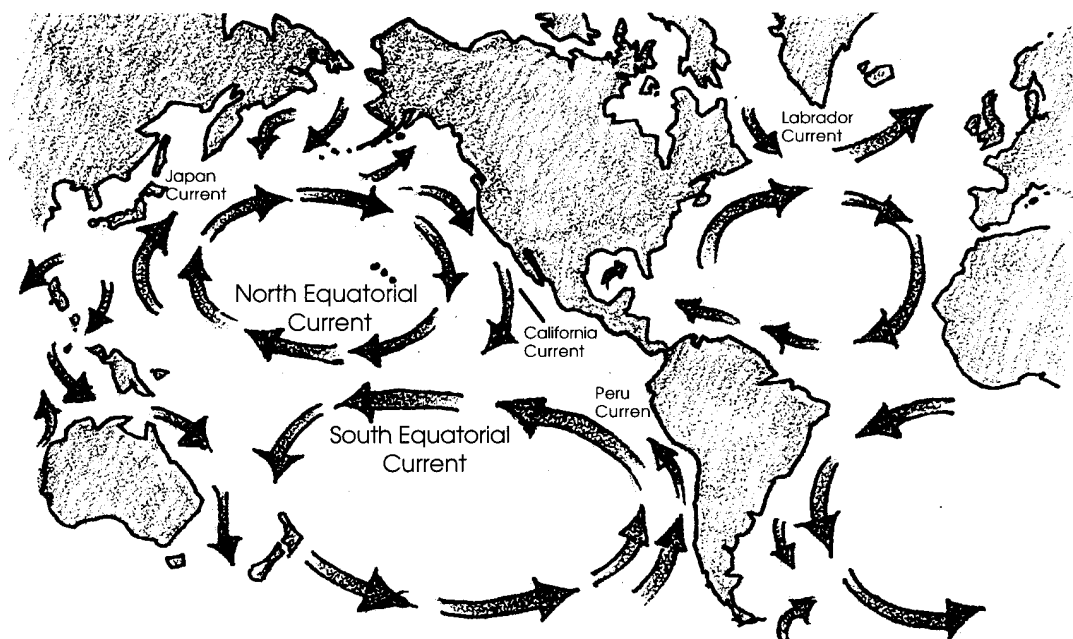 Labrador
Current
Japan
Current
North Equatorial
Current
California
Current
Peru
Curren
South Equatorial
Current